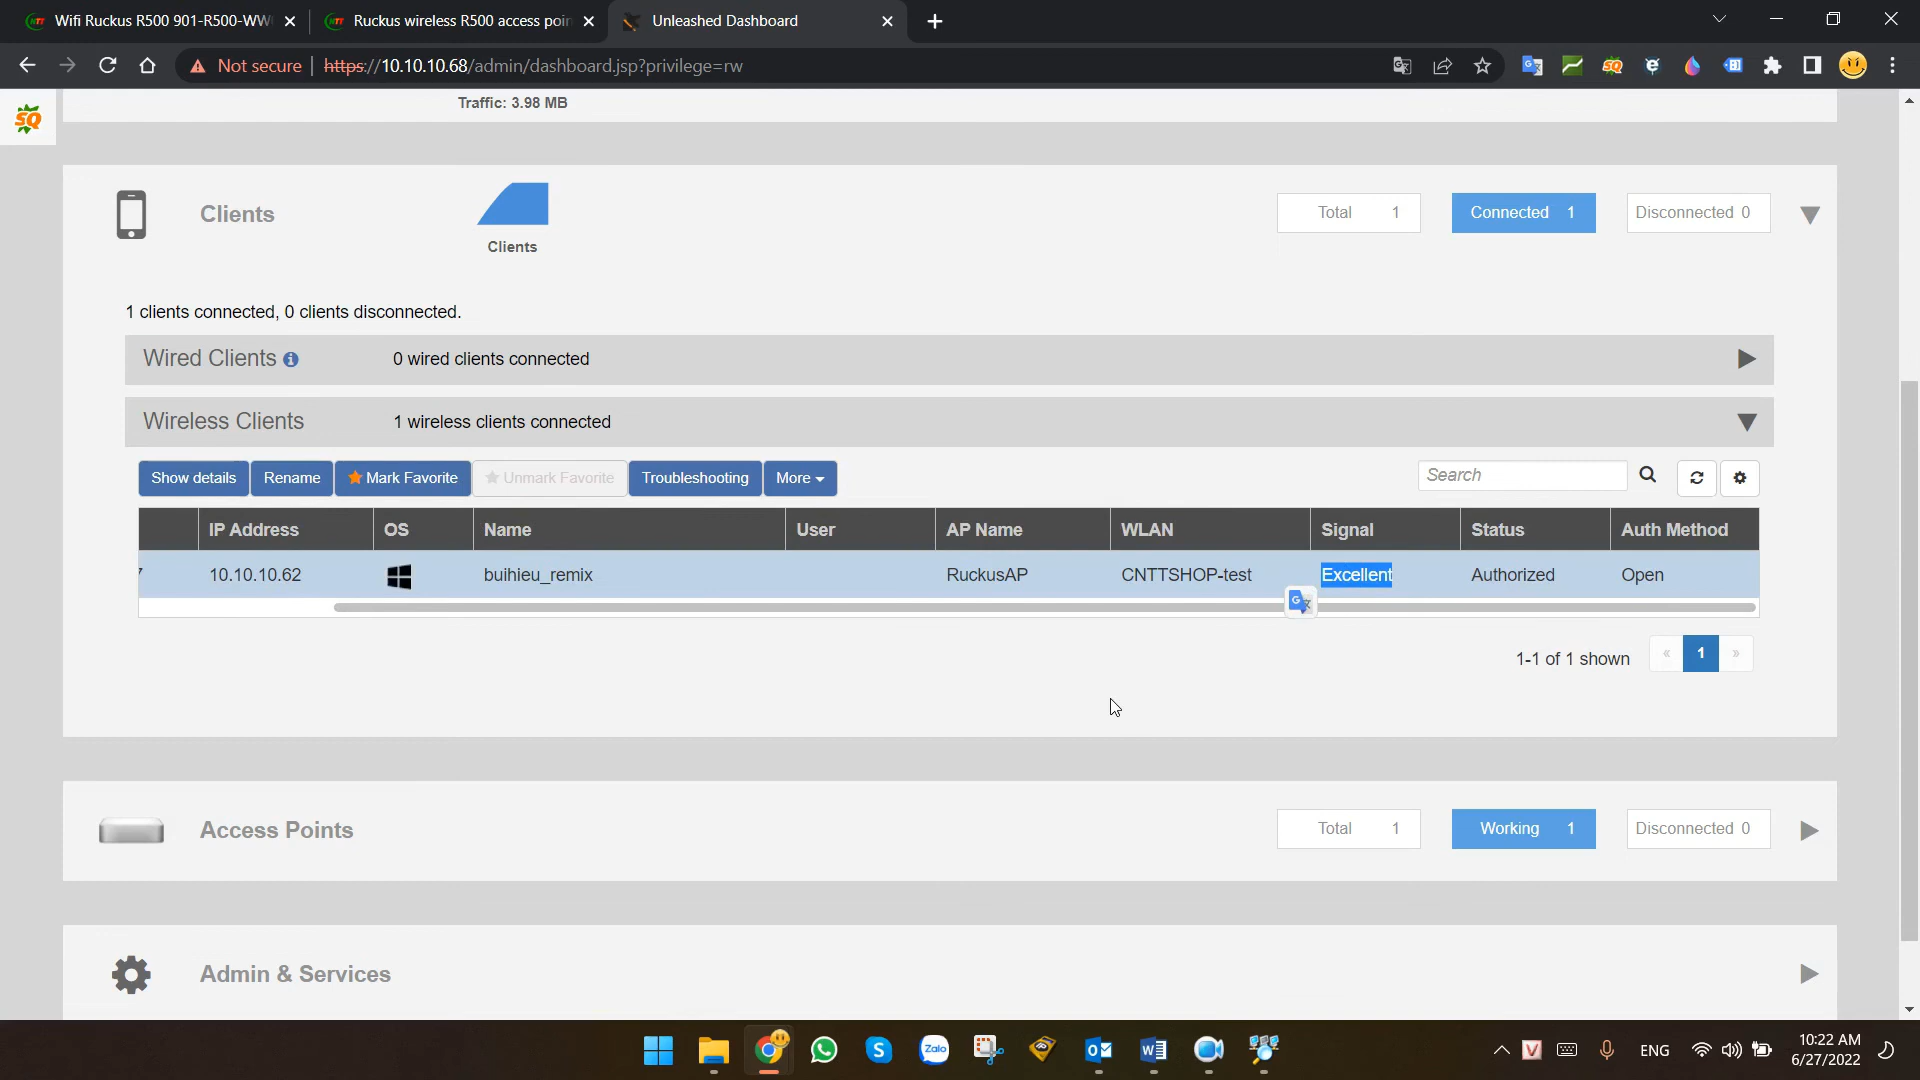 Wifi Ruckus R500 901-R500-WW
Ruckus wireless R500 access poin
Unleashed Dashboard
Not secure
https://10.10.10.68/admin/dashboard.jsp?privilege=rw
SQ
Traffic: 3.98 MB
Clients
Clients
Total 1
Connected 1
Disconnected 0
1 clients connected, 0 clients disconnected.
Wired Clients
0 wired clients connected
Wireless Clients
1 wireless clients connected
Show details
Rename
Mark Favorite
Unmark Favorite
Troubleshooting
More
Search
IP Address OS Name User AP Name WLAN Signal Status Auth Method
10.10.10.62 buihieu_remix RuckusAP CNTTSHOP-test Excellent Authorized Open
1-1 of 1 shown
« 1 »
Access Points
Total 1
Working 1
Disconnected 0
Admin & Services
Zalo
ENG
10:22 AM
6/27/2022